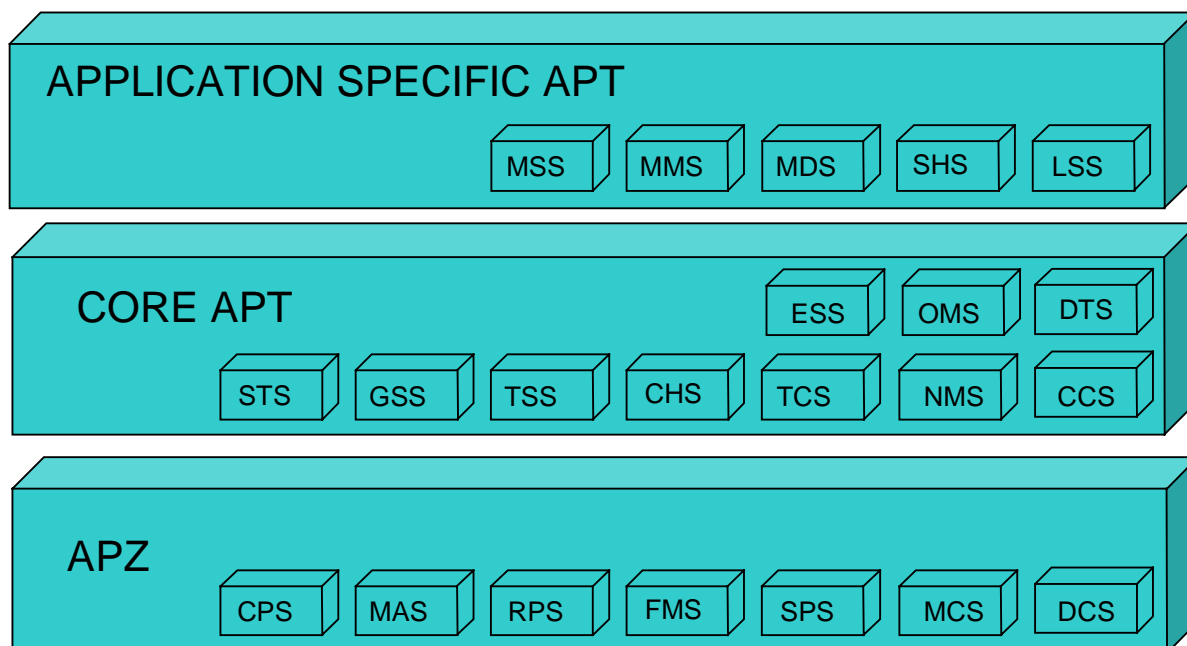 APPLICATION SPECIFIC APT
MSS MMS MDS SHS LSS
CORE APT
ESS OMS DTS
STS GSS TSS CHS TCS NMS CCS
APZ
CPS MAS RPS FMS SPS MCS DCS